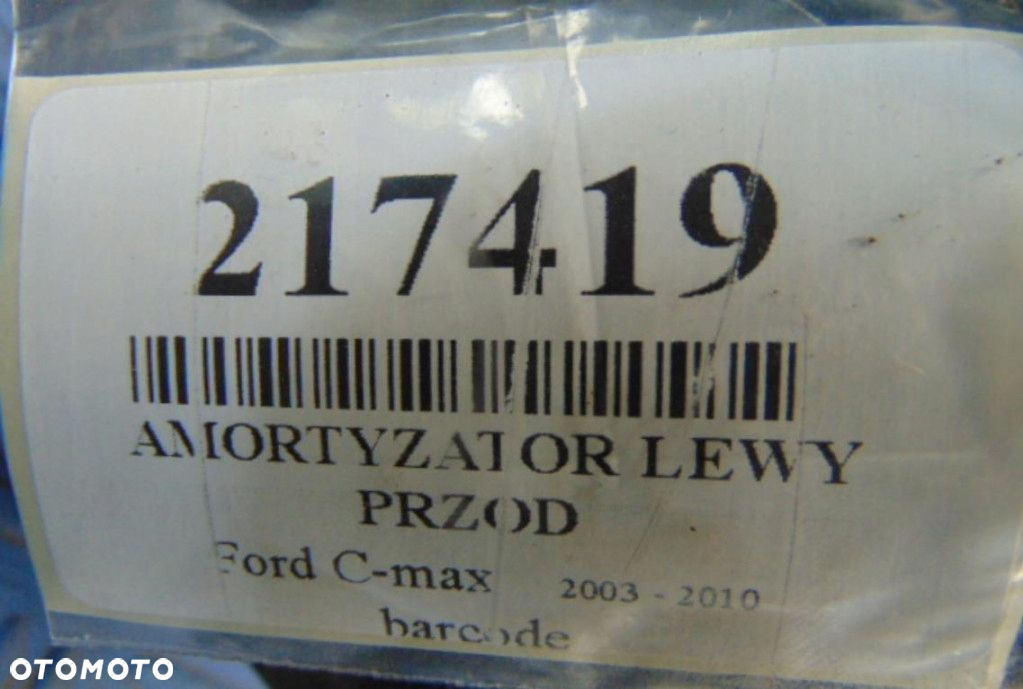 217419
AMORTYZATOR LEWY
PRZOD
Ford C-max 2003 - 2010
barcode
OTOMOTO